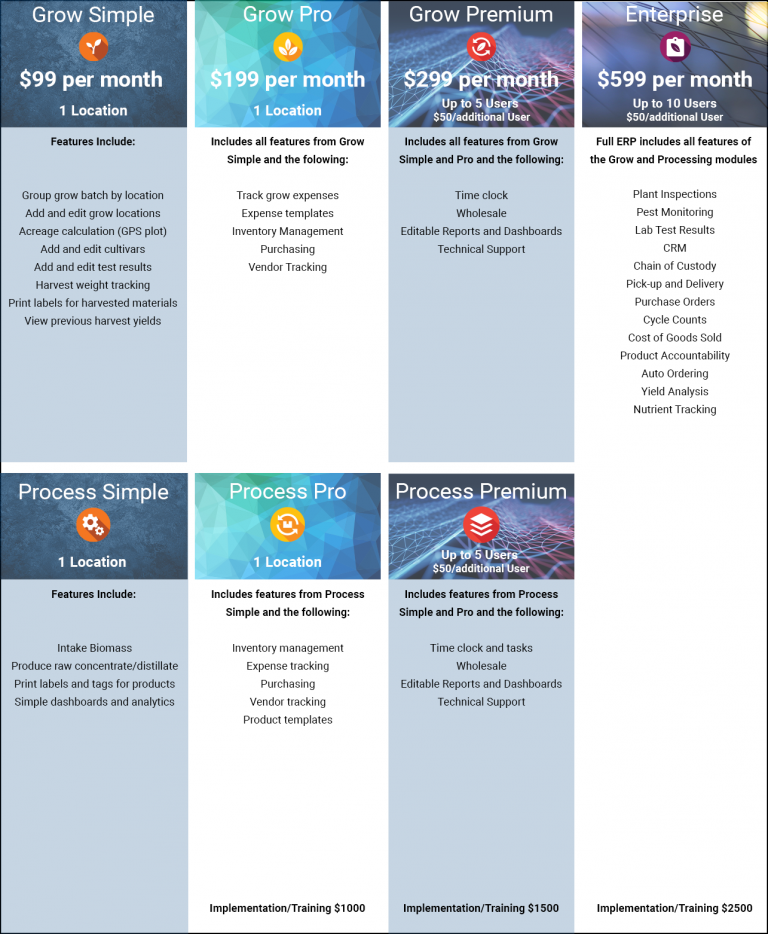 Grow Simple
$99 per month
1 Location
Features Include:
Group grow batch by location
Add and edit grow locations
Acreage calculation (GPS plot)
Add and edit cultivars
Add and edit test results
Harvest weight tracking
Print labels for harvested materials
View previous harvest yields
Grow Pro
$199 per month
1 Location
Includes all features from Grow
Simple and the folowing:
Track grow expenses
Expense templates
Inventory Management
Purchasing
Vendor Tracking
Grow Premium
$299 per month
Up to 5 Users
$50/additional User
Includes all features from Grow
Simple and Pro and the following:
Time clock
Wholesale
Editable Reports and Dashboards
Technical Support
Enterprise
$599 per month
Up to 10 Users
$50/additional User
Full ERP includes all features of
the Grow and Processing modules
Plant Inspections
Pest Monitoring
Lab Test Results
CRM
Chain of Custody
Pick-up and Delivery
Purchase Orders
Cycle Counts
Cost of Goods Sold
Product Accountability
Auto Ordering
Yield Analysis
Nutrient Tracking
Process Simple
1 Location
Features Include:
Intake Biomass
Produce raw concentrate/distillate
Print labels and tags for products
Simple dashboards and analytics
Process Pro
1 Location
Includes features from Process
Simple and the following:
Inventory management
Expense tracking
Purchasing
Vendor tracking
Product templates
Implementation/Training $1000
Process Premium
Up to 5 Users
$50/additional User
Includes features from Process
Simple and Pro and the following:
Time clock and tasks
Wholesale
Editable Reports and Dashboards
Technical Support
Implementation/Training $1500
Implementation/Training $2500